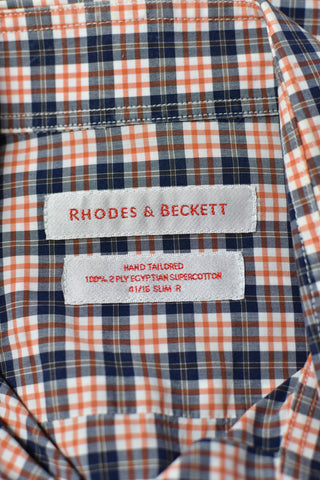 RHODES & BECKETT
HAND TAILORED
100% 2 PLY EGYPTIAN SUPERCOTTON
41/16 SLIM R